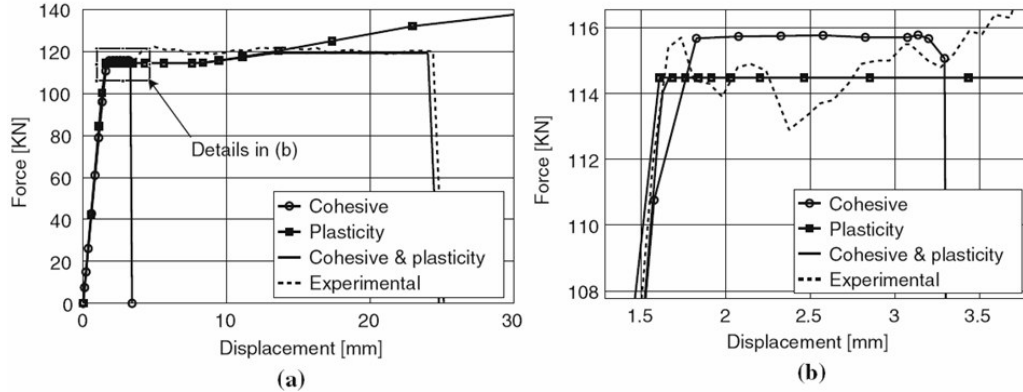 140
120
100
80
60
40
20
0
Force [KN]
Details in (b)
Cohesive
Plasticity
Cohesive & plasticity
Experimental
0 10 20 30
Displacement [mm]
(a)
116
114
112
110
108
Force [kN]
Cohesive
Plasticity
Cohesive & plasticity
Experimental
1.5 2 2.5 3 3.5
Displacement [mm]
(b)